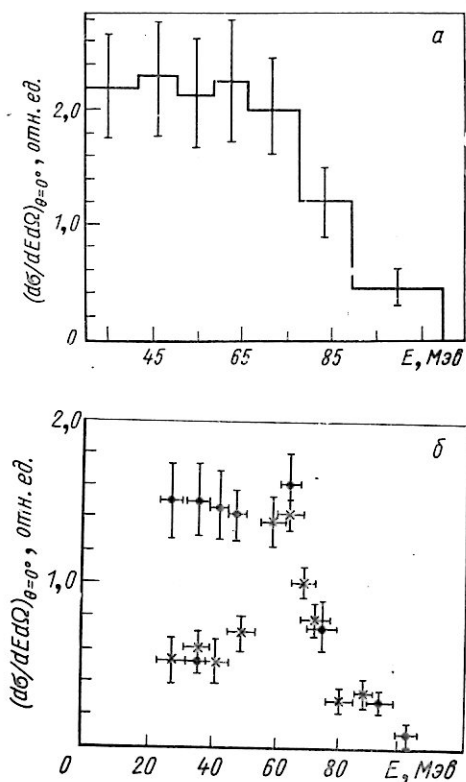 а
(dσ/dEdΩ)θ=0°, отн. ед.
2,0
1,0
0
45 65 85 E, Мэв
б
(dσ/dEdΩ)θ=0°, отн. ед.
2,0
1,0
0 20 40 60 80 E, Мэв